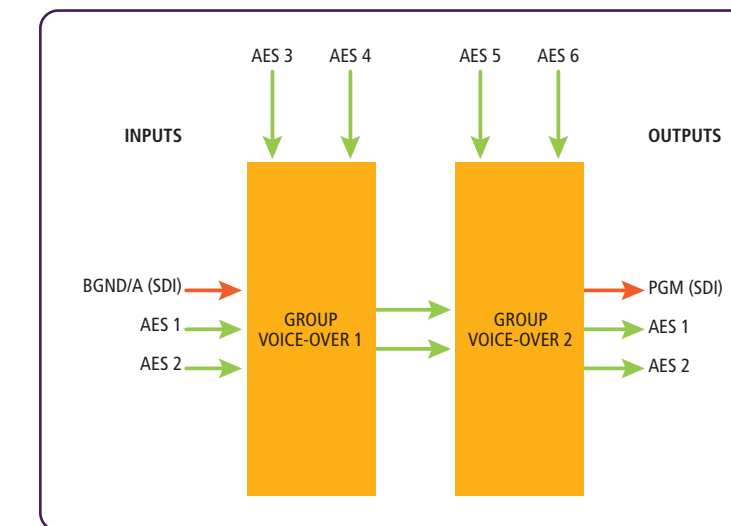 AES 3 AES 4 AES 5 AES 6
INPUTS OUTPUTS
BGND/A (SDI) PGM (SDI)
AES 1 GROUP VOICE-OVER 1 GROUP VOICE-OVER 2 AES 1
AES 2 AES 2